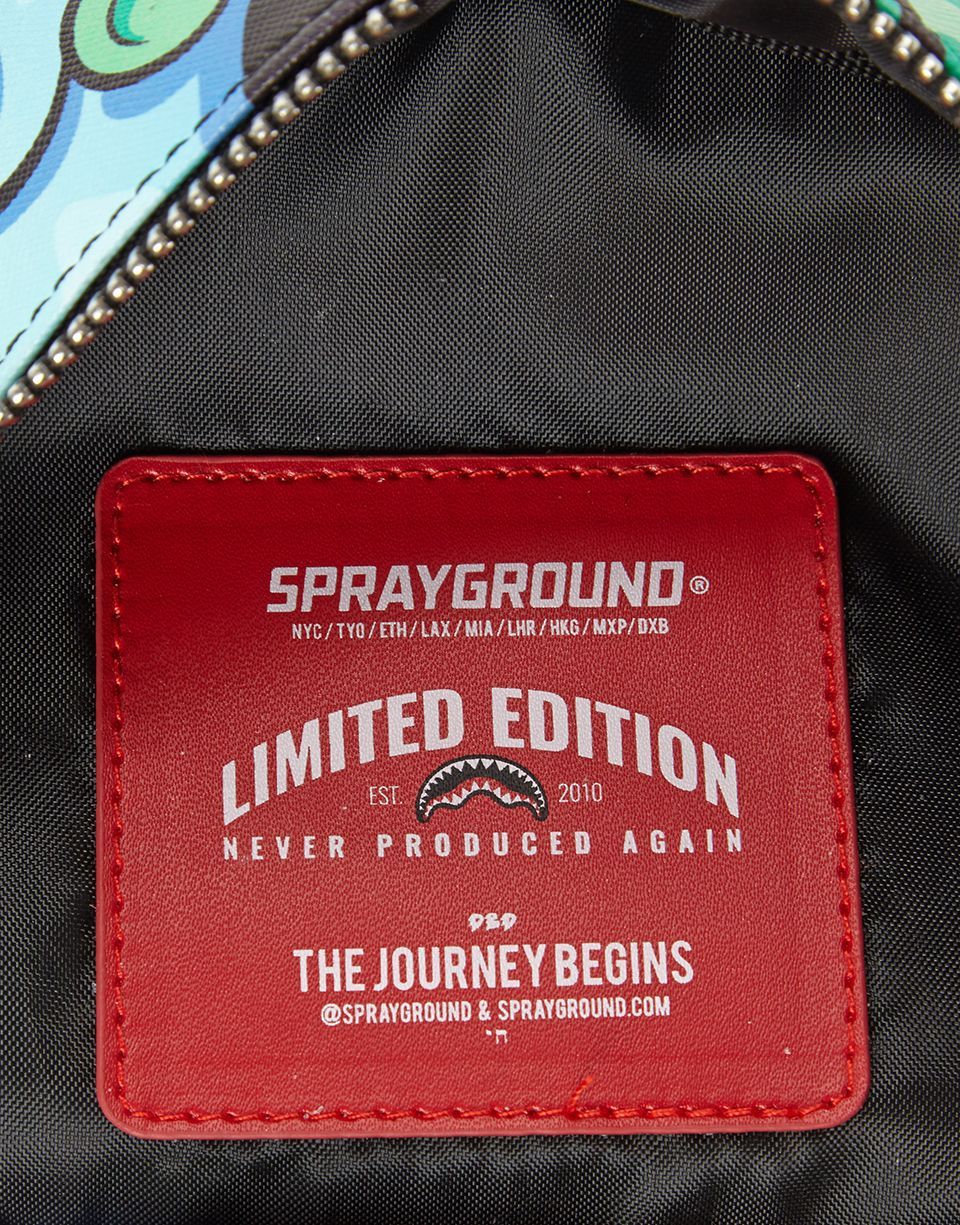 SPRAYGROUND®
NYC/TYO/ETH/LAX/MIA/LHR/HKG/MXP/DXB
LIMITED EDITION
EST. 2010
NEVER PRODUCED AGAIN
DBD
THE JOURNEY BEGINS
@SPRAYGROUND & SPRAYGROUND.COM
ח״י